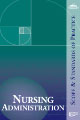 Nursing
Administration
Scope & Standards of Practice